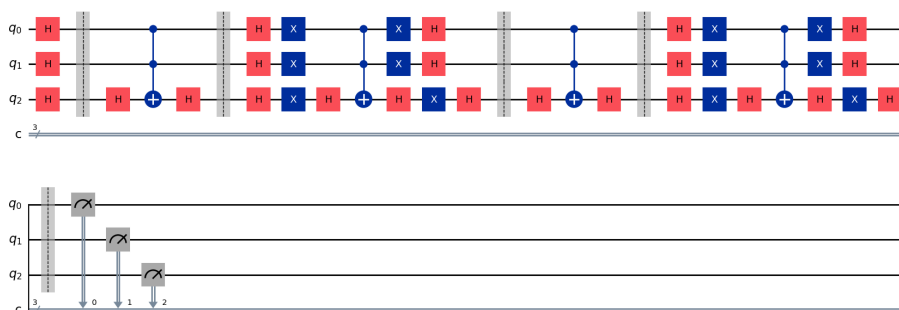 q0 H H X X H
q1 H H X X H H X X H
q2 H H H H X H H X H H H H X H H X H
c 3
q0
q1
q2
3 0 1 2